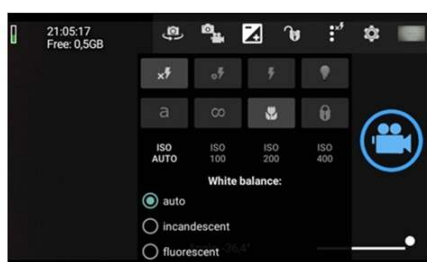 21:05:17
Free: 0,5GB
a
∞
ISO
AUTO
ISO
100
ISO
200
ISO
400
White balance:
auto
incandescent
fluorescent